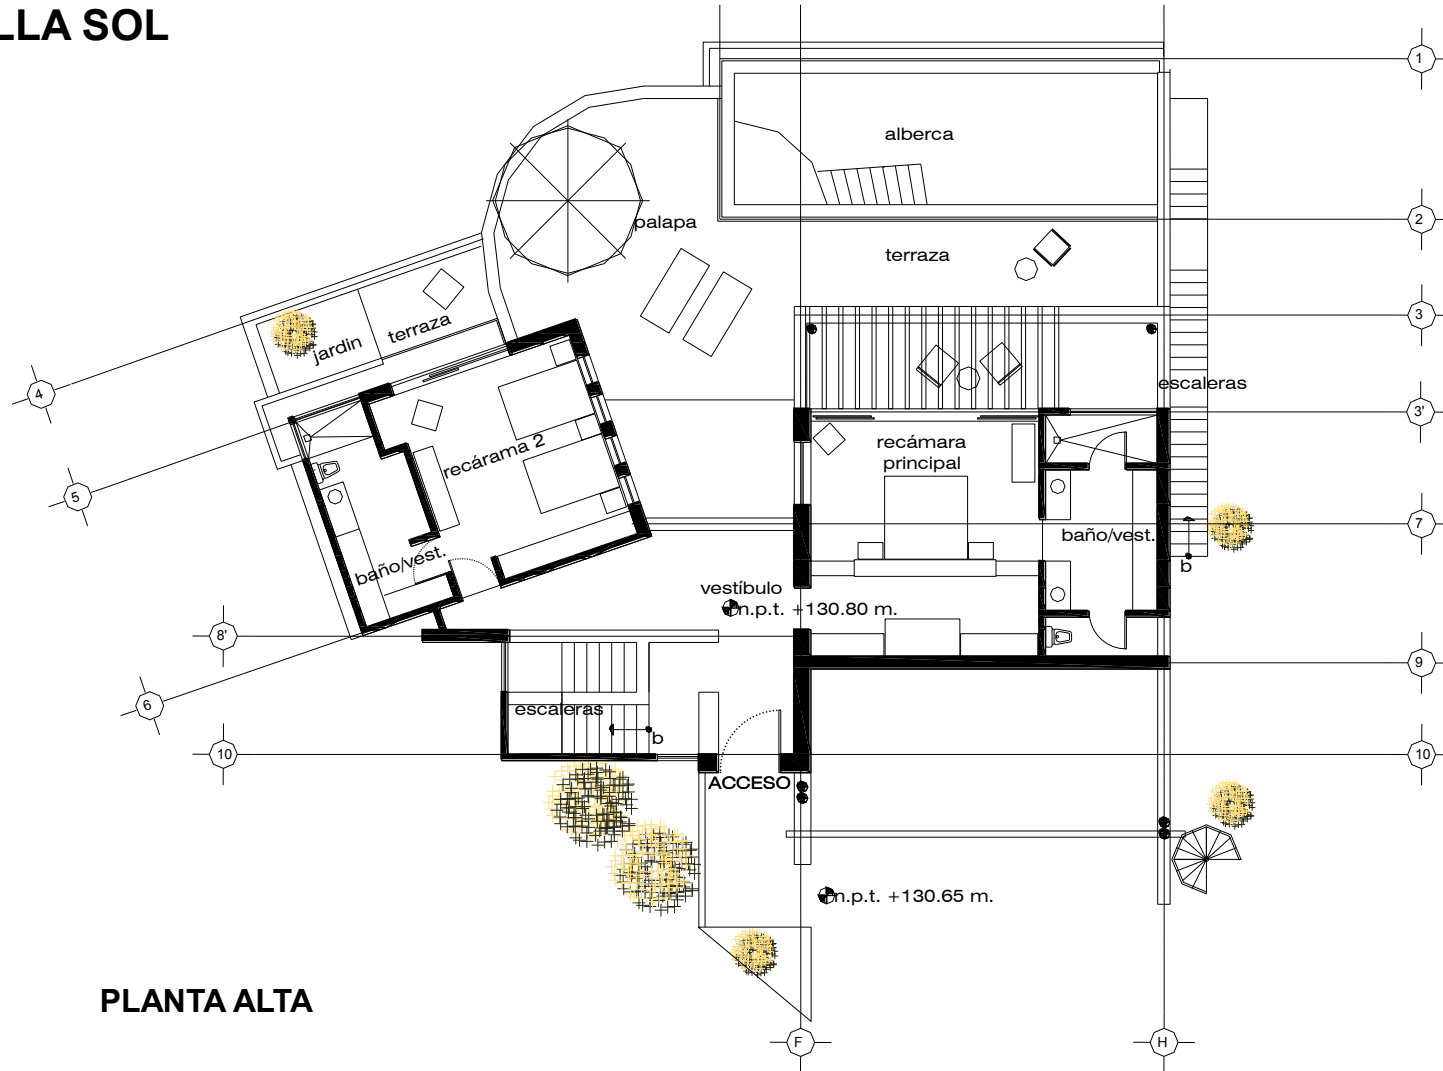 LLA SOL
1
alberca
palapa
2
terraza
3
jardin
terraza
4
escaleras
3'
recámara
principal
recárama 2
5
7
baño/vest.
baño/vest.
b
vestíbulo
n.p.t. +130.80 m.
8'
9
6
escaleras
b
10
10
ACCESO
n.p.t. +130.65 m.
PLANTA ALTA
F
H